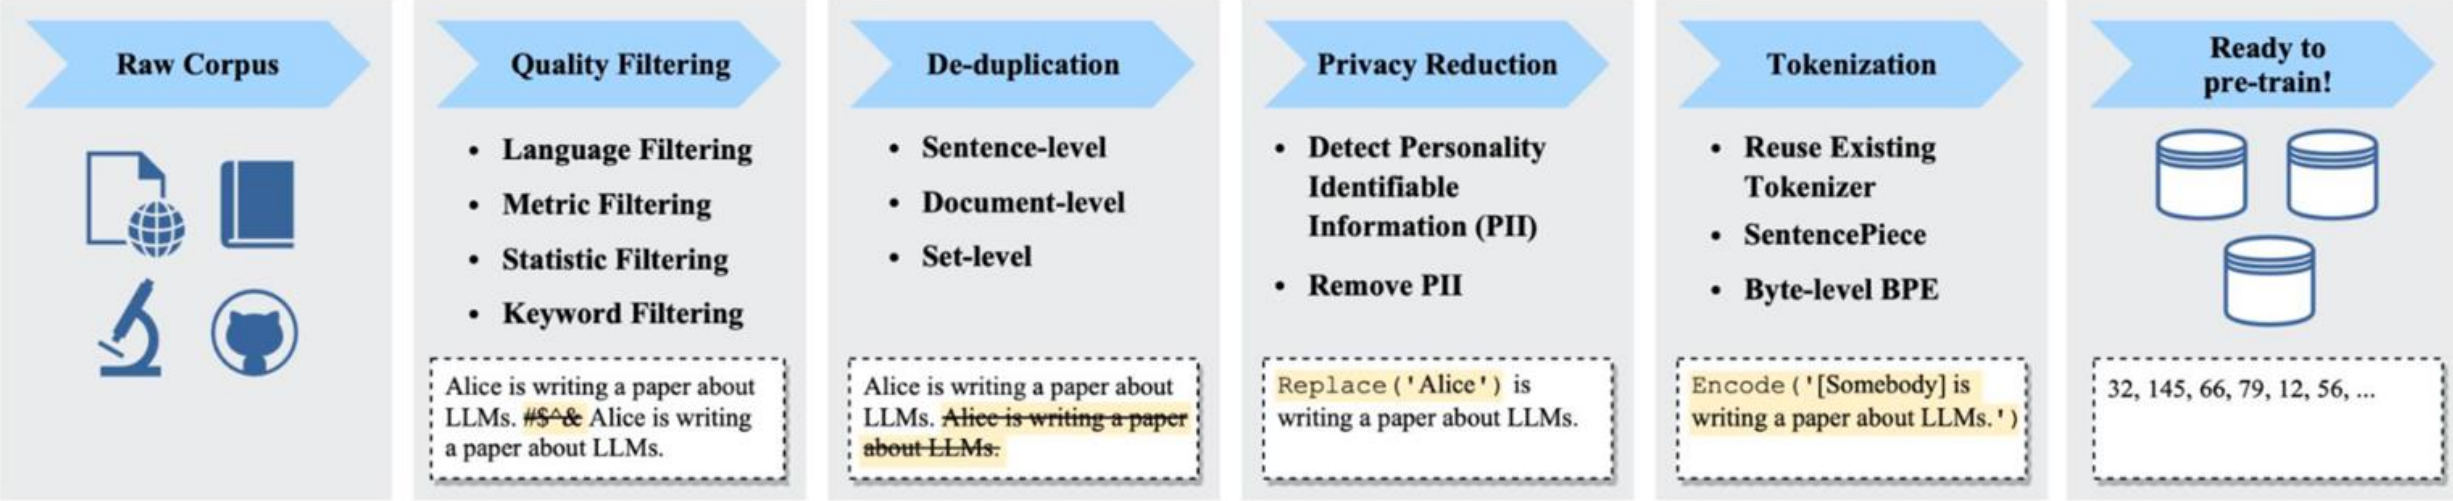 Raw Corpus
Quality Filtering
• Language Filtering
• Metric Filtering
• Statistic Filtering
• Keyword Filtering
Alice is writing a paper about
LLMs. #$^& Alice is writing
a paper about LLMs.
De-duplication
• Sentence-level
• Document-level
• Set-level
Alice is writing a paper about
LLMs. Alice is writing a paper
about LLMs.
Privacy Reduction
• Detect Personality
Identifiable
Information (PII)
• Remove PII
Replace('Alice') is
writing a paper about LLMs.
Tokenization
• Reuse Existing
Tokenizer
• SentencePiece
• Byte-level BPE
Encode('[Somebody] is
writing a paper about LLMs.')
Ready to
pre-train!
32, 145, 66, 79, 12, 56, ...